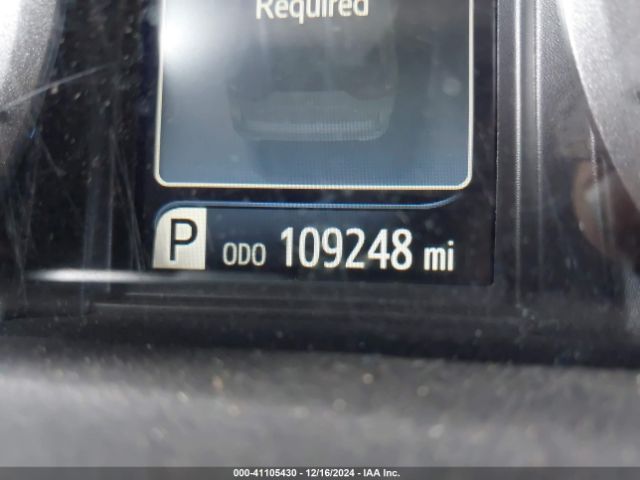 Required
P ODO 109248 mi
000-41105430 - 12/16/2024 - IAA Inc.